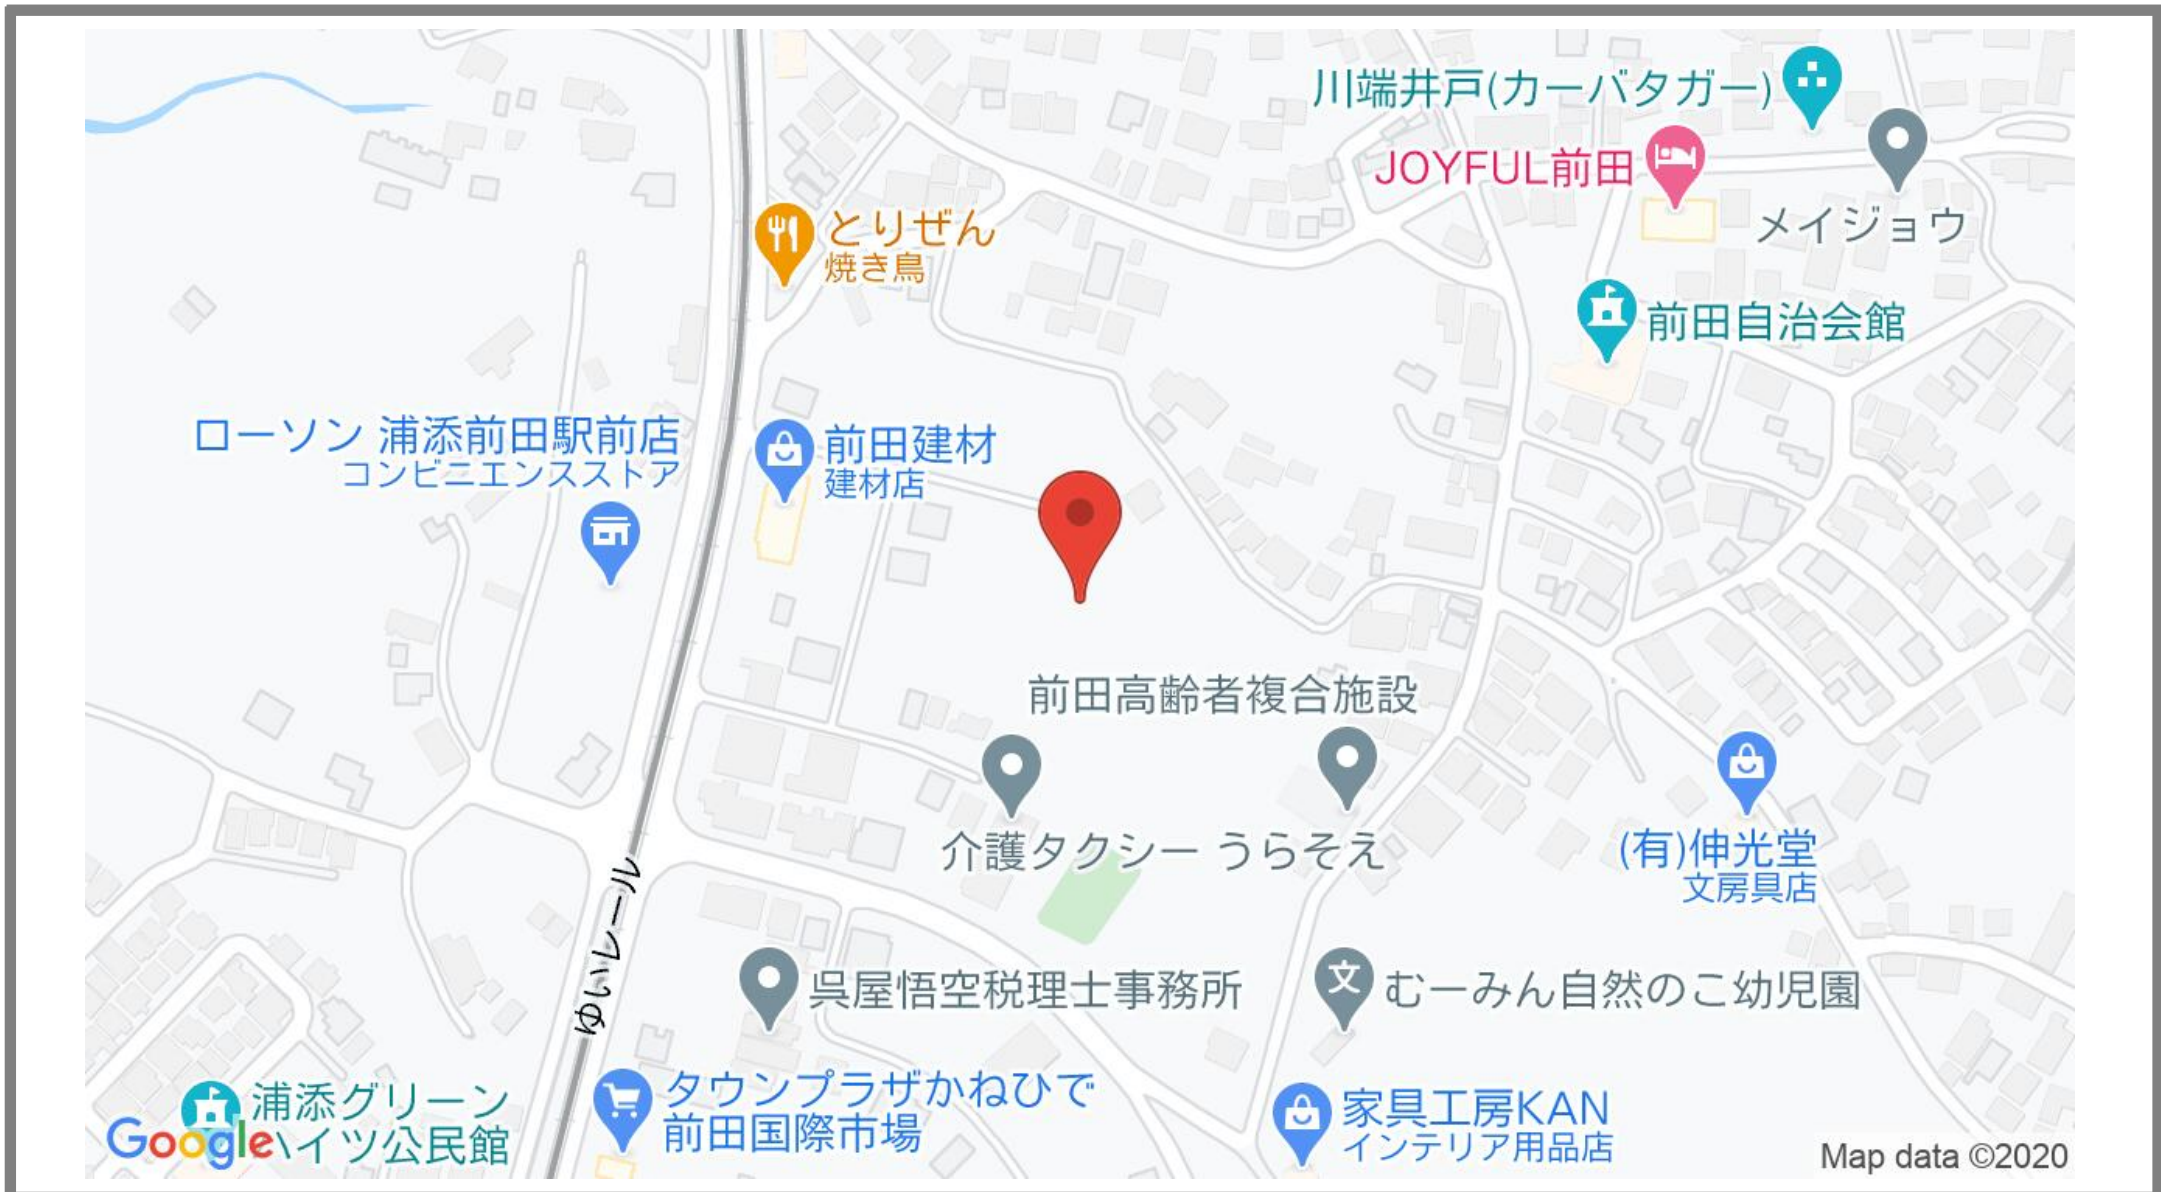 川端井戸(カーバタガー)
JOYFUL前田
メイジョウ
とりぜん
焼き鳥
前田自治会館
ローソン 浦添前田駅前店
コンビニエンスストア
前田建材
建材店
前田高齢者複合施設
介護タクシー うらそえ
(有)伸光堂
文房具店
ゆいレール
呉屋悟空税理士事務所
文
むーみん自然のこ幼児園
浦添グリーン
ハイツ公民館
タウンプラザかねひで
前田国際市場
家具工房KAN
インテリア用品店
Google
Map data ©2020